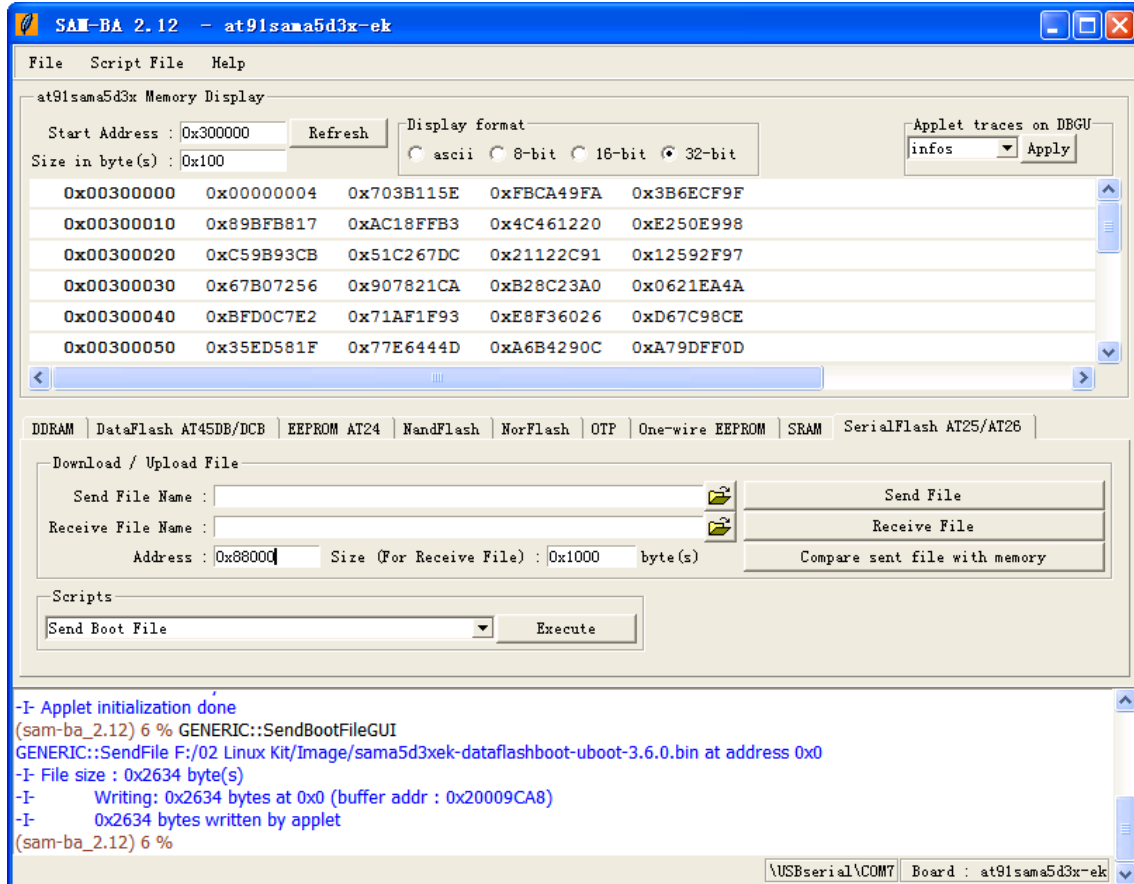 SAM-BA 2.12 - at91sama5d3x-ek
File Script File Help
at91sama5d3x Memory Display
Start Address : 0x300000 Refresh Display format Applet traces on DBGU
Size in byte(s) : 0x100 ascii 8-bit 16-bit 32-bit infos Apply
0x00300000 0x00000004 0x703B115E 0xFBCA49FA 0x3B6ECF9F
0x00300010 0x89BFB817 0xAC18FFB3 0x4C461220 0xE250E998
0x00300020 0xC59B93CB 0x51C267DC 0x21122C91 0x12592F97
0x00300030 0x67B07256 0x907821CA 0xB28C23A0 0x0621EA4A
0x00300040 0xBFD0C7E2 0x71AF1F93 0xE8F36026 0xD67C98CE
0x00300050 0x35ED581F 0x77E6444D 0xA6B4290C 0xA79DFF0D
DDRAM DataFlash AT45DB/DCB EEPROM AT24 NandFlash NorFlash OTP One-wire EEPROM SRAM SerialFlash AT25/AT26
Download / Upload File
Send File Name : Send File
Receive File Name : Receive File
Address : 0x88000 Size (For Receive File) : 0x1000 byte(s) Compare sent file with memory
Scripts
Send Boot File Execute
-I- Applet initialization done
(sam-ba_2.12) 6 % GENERIC::SendBootFileGUI
GENERIC::SendFile F:/02 Linux Kit/Image/sama5d3xek-dataflashboot-uboot-3.6.0.bin at address 0x0
-I- File size : 0x2634 byte(s)
-I- Writing: 0x2634 bytes at 0x0 (buffer addr : 0x20009CA8)
-I- 0x2634 bytes written by applet
(sam-ba_2.12) 6 %
\USBserial\COM7 Board : at91sama5d3x-ek